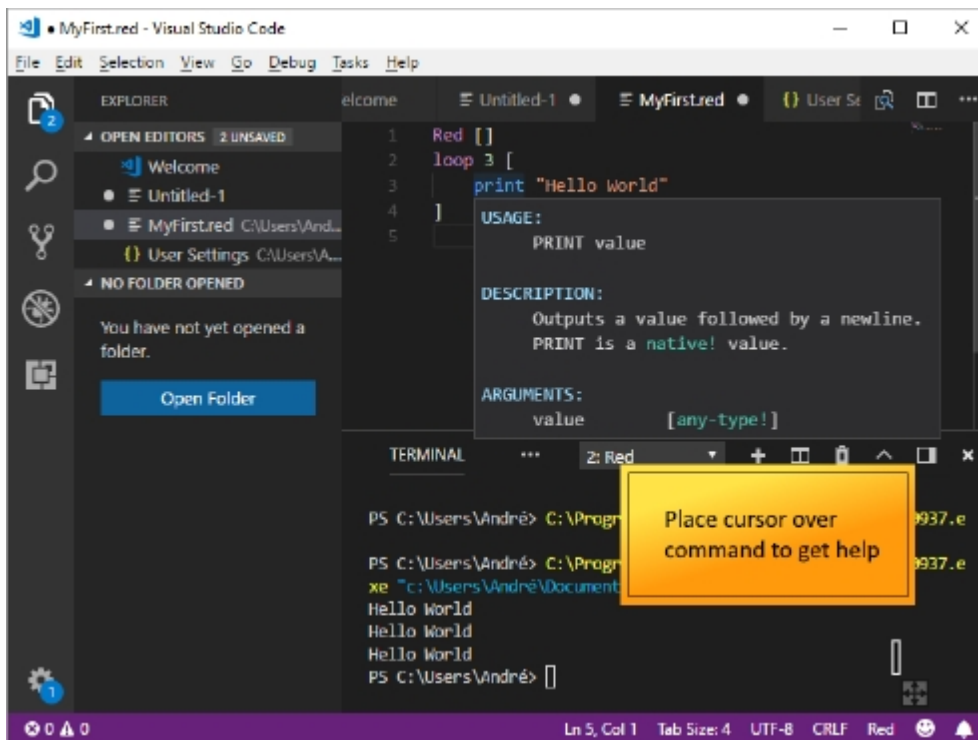 • MyFirst.red - Visual Studio Code
File Edit Selection View Go Debug Tasks Help
2
EXPLORER
OPEN EDITORS 2 UNSAVED
Welcome
Untitled-1
MyFirst.red C:\Users\And...
User Settings C:\Users\A...
NO FOLDER OPENED
You have not yet opened a
folder.
Open Folder
elcome Untitled-1 ● MyFirst.red ● {} User Se
1 Red []
2 loop 3 [
3 print "Hello World"
4 ]
5
USAGE:
PRINT value
DESCRIPTION:
Outputs a value followed by a newline.
PRINT is a native! value.
ARGUMENTS:
value [any-type!]
TERMINAL ... 2: Red
Place cursor over
command to get help
PS C:\Users\André> C:\Progr 0937.e
PS C:\Users\André> C:\Progr 0937.e
xe "c:\Users\André\Document
Hello World
Hello World
Hello World
PS C:\Users\André>
1
0 0 Ln 5, Col 1 Tab Size: 4 UTF-8 CRLF Red